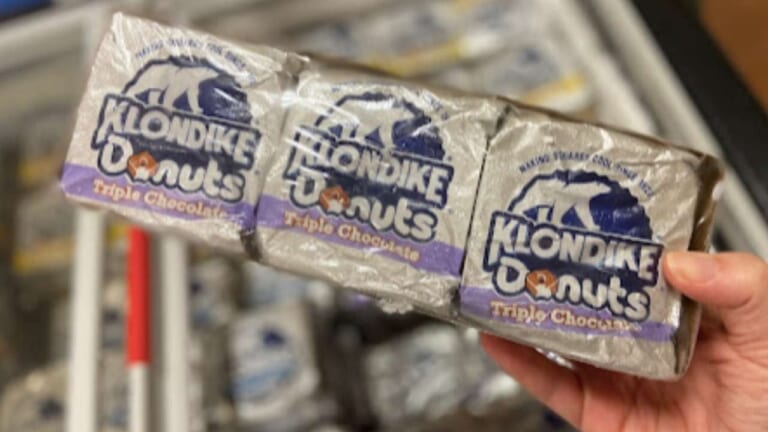 KLONDIKE
Donuts
Triple Chocolate
KLONDIKE
Donuts
Triple Chocolate
MAKING SQUARES COOL SINCE 1922
KLONDIKE
Donuts
Triple Chocolate